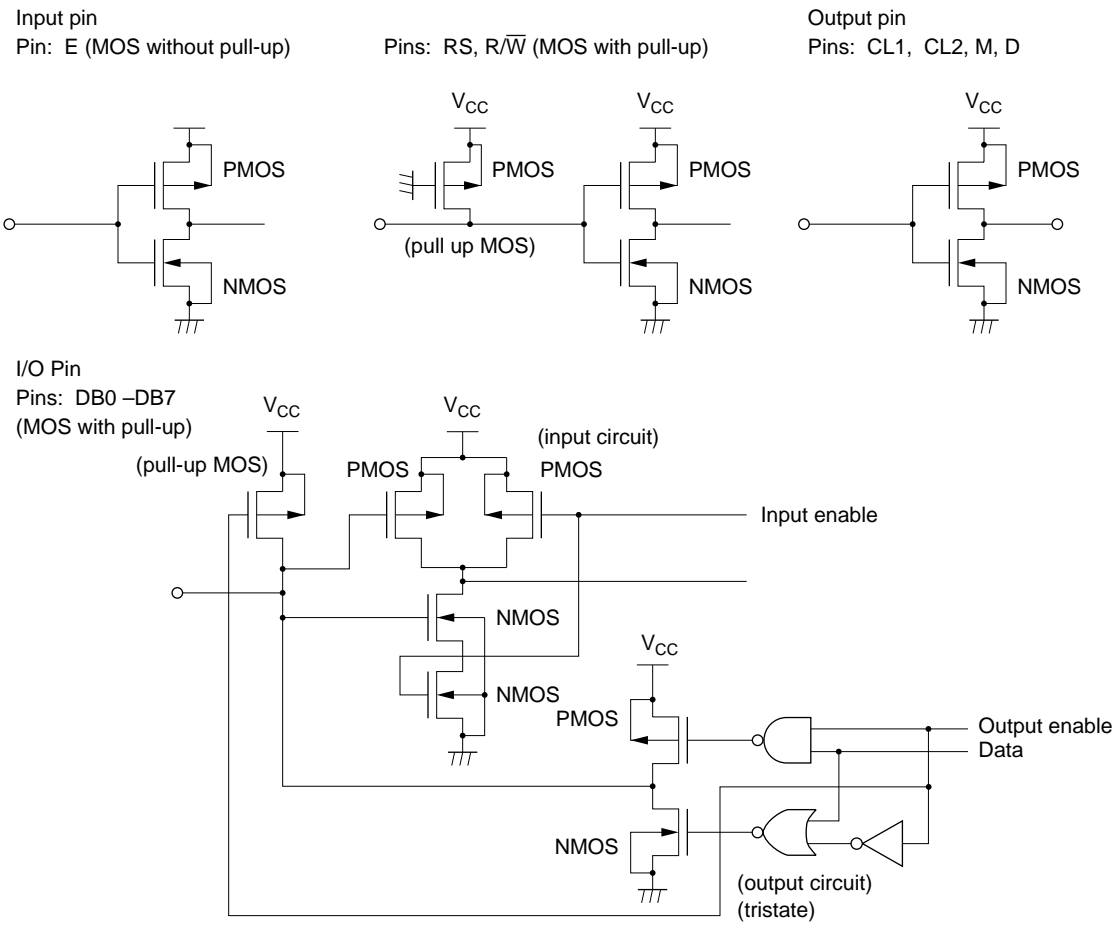 Input pin
Pin: E (MOS without pull-up)
Pins: RS, R/W̅ (MOS with pull-up)
Output pin
Pins: CL1, CL2, M, D
PMOS
NMOS
VCC
PMOS
(pull up MOS)
VCC
PMOS
NMOS
VCC
PMOS
NMOS
I/O Pin
Pins: DB0 –DB7
(MOS with pull-up)
VCC
(pull-up MOS)
VCC
(input circuit)
PMOS
PMOS
Input enable
NMOS
NMOS
VCC
PMOS
Output enable
Data
NMOS
(output circuit)
(tristate)